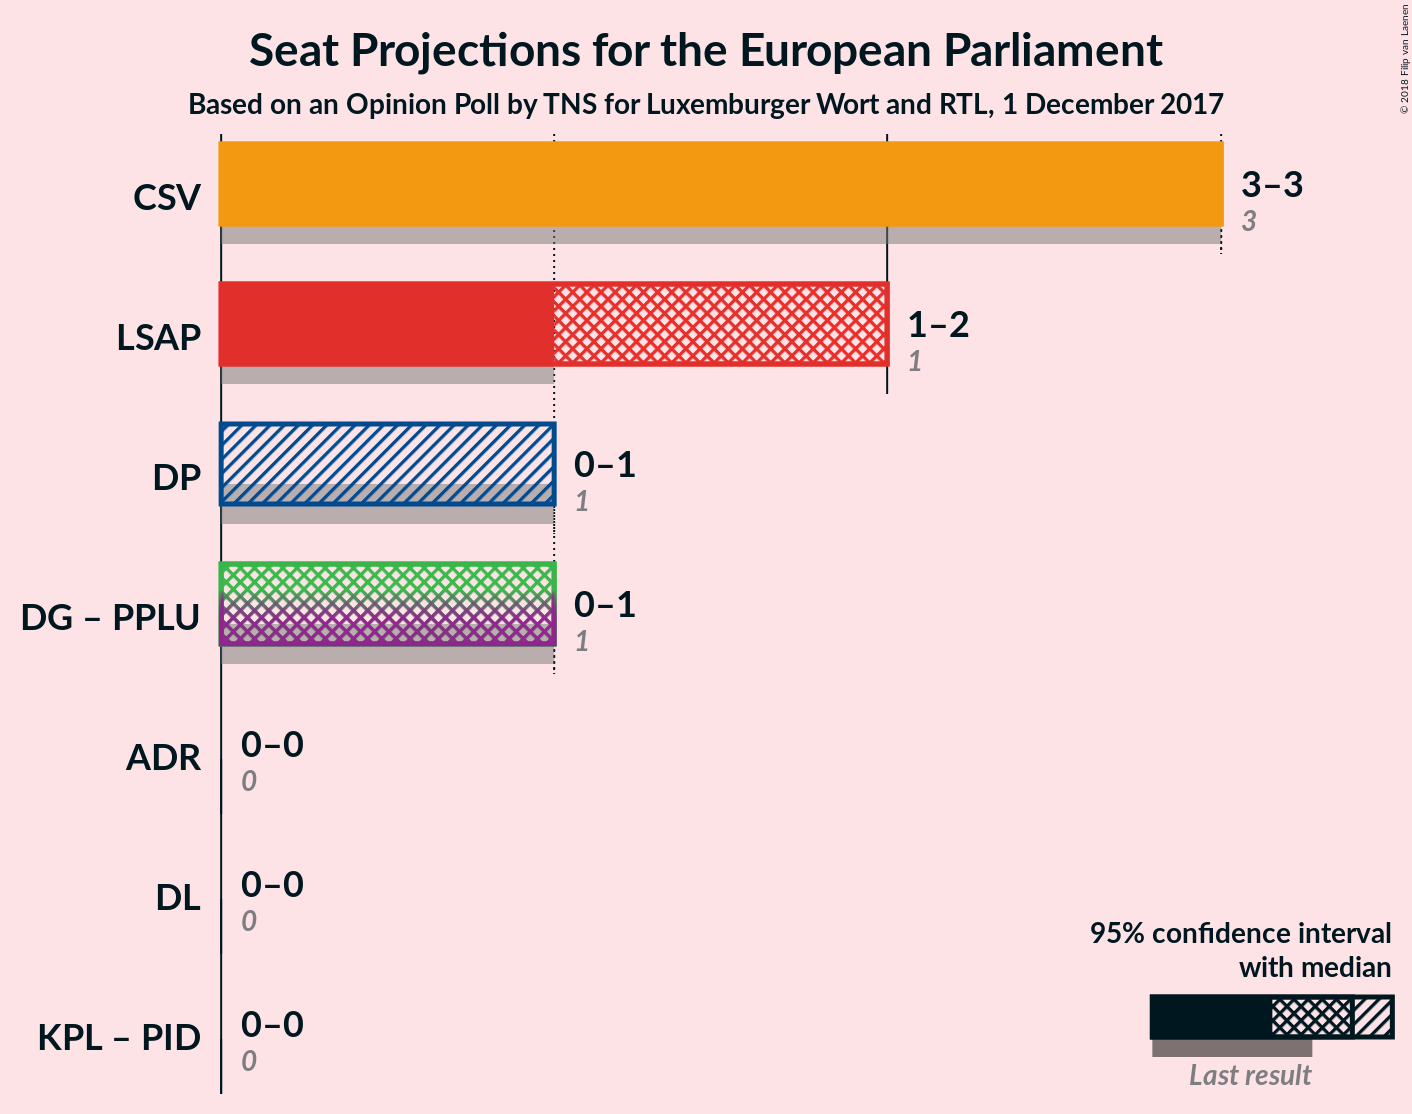 Seat Projections for the European Parliament
Based on an Opinion Poll by TNS for Luxemburger Wort and RTL, 1 December 2017
© 2018 Filip van Laenen
CSV
3–3
3
LSAP
1–2
1
DP
0–1
1
DG – PPLU
0–1
1
ADR
0–0
0
DL
0–0
0
KPL – PID
0–0
0
95% confidence interval
with median
Last result